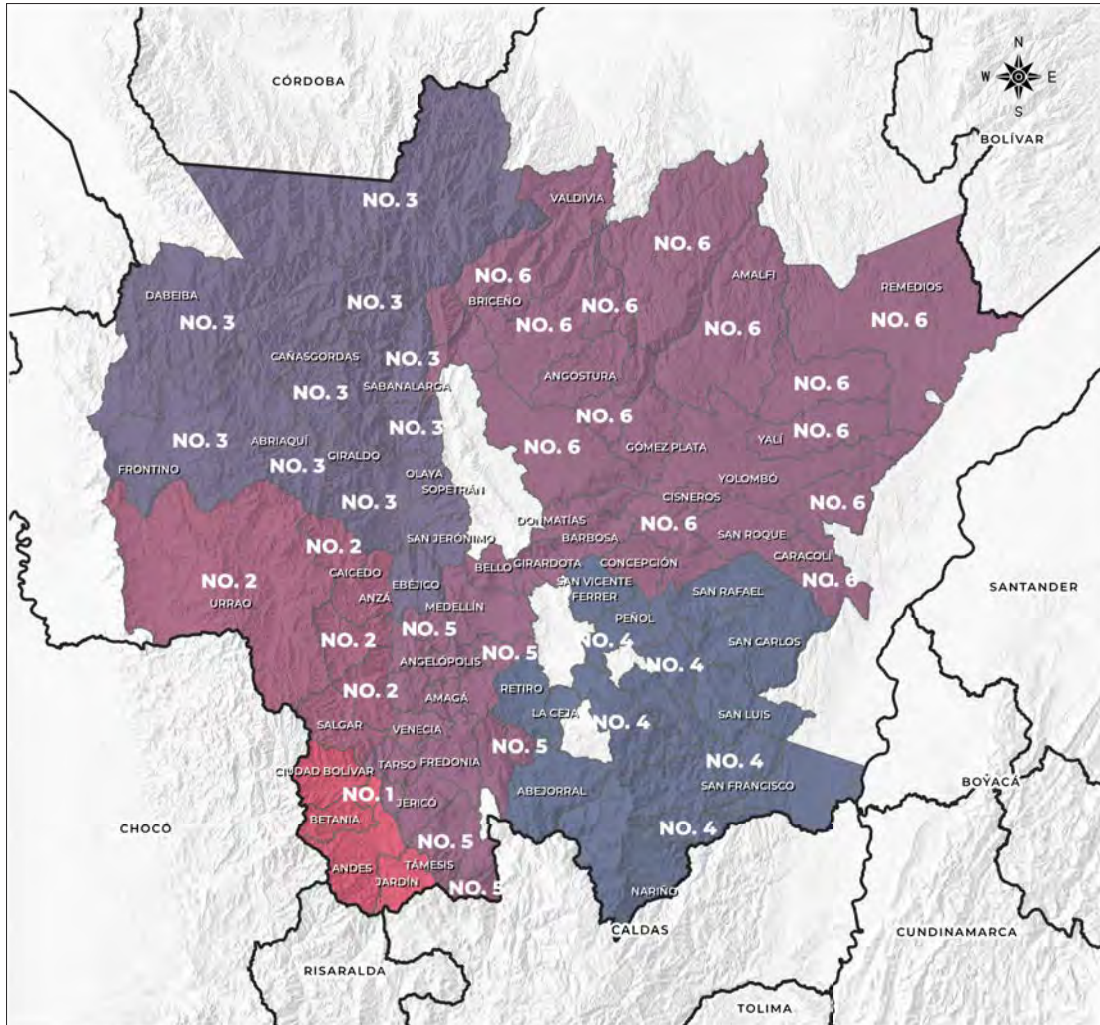 N
W E
S
CÓRDOBA
BOLÍVAR
NO. 3
VALDIVIA
NO. 6
NO. 6
AMALFI
DABEIBA
BRICEÑO
REMEDIOS
NO. 3
NO. 3
NO. 6
NO. 6
NO. 6
NO. 6
CAÑASGORDAS
NO. 3
SABANALARGA
ANGOSTURA
NO. 3
NO. 6
NO. 6
NO. 3
NO. 3
ABRIAQUÍ
GIRALDO
NO. 6
GÓMEZ PLATA
YALÍ
NO. 6
FRONTINO
NO. 3
OLAYA
SOPETRÁN
YOLOMBÓ
CISNEROS
NO. 3
NO. 6
NO. 6
DONMATÍAS
BARBOSA
SAN ROQUE
SAN JERÓNIMO
NO. 2
CAICEDO
BELLO
GIRARDOTA
CONCEPCIÓN
CARACOLÍ
NO. 2
URRAO
EBÉJICO
ANZÁ
MEDELLÍN
SAN VICENTE
FERRER
SAN RAFAEL
NO. 6
SANTANDER
PEÑOL
NO. 2
NO. 5
NO. 5
NO. 4
SAN CARLOS
ANGELÓPOLIS
NO. 4
NO. 2
AMAGÁ
RETIRO
LA CEJA
NO. 4
SAN LUIS
SALGAR
VENECIA
NO. 5
CIUDAD BOLÍVAR
TARSO
FREDONIA
NO. 4
SAN FRANCISCO
BOYACÁ
NO. 1
JERICÓ
ABEJORRAL
BETANIA
CHOCÓ
NO. 5
NO. 4
ANDES
TÁMESIS
JARDÍN
NO. 5
NARIÑO
CALDAS
CUNDINAMARCA
RISARALDA
TOLIMA